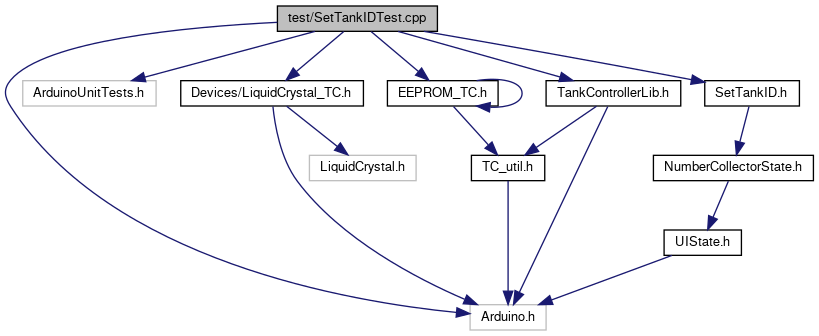 test/SetTankIDTest.cpp
ArduinoUnitTests.h
Devices/LiquidCrystal_TC.h
EEPROM_TC.h
TankControllerLib.h
SetTankID.h
LiquidCrystal.h
TC_util.h
NumberCollectorState.h
UIState.h
Arduino.h